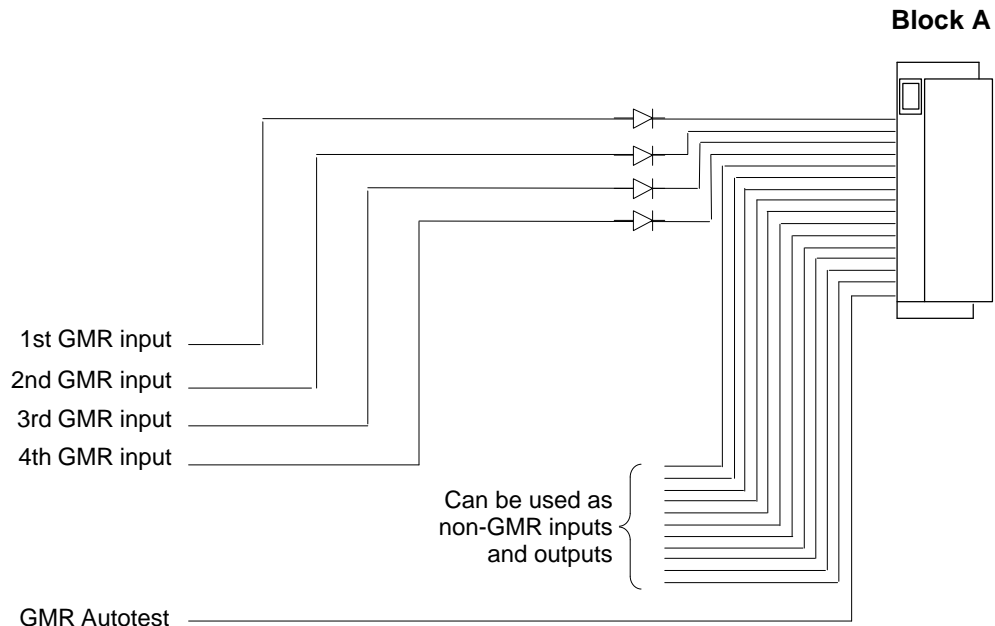 Block A
1st GMR input
2nd GMR input
3rd GMR input
4th GMR input
Can be used as
non-GMR inputs
and outputs
GMR Autotest